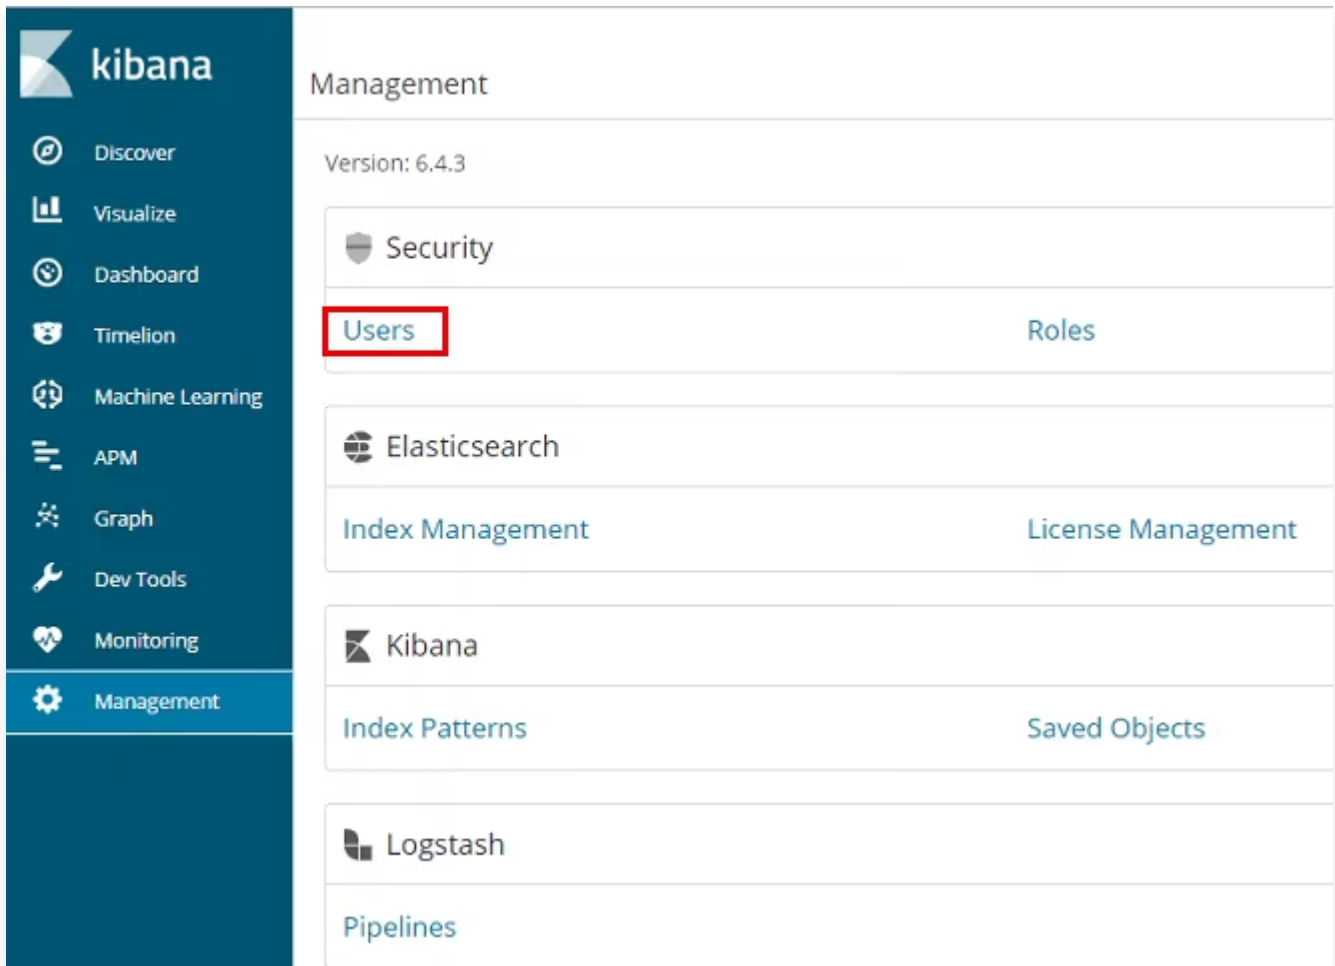 kibana
Discover
Visualize
Dashboard
Timelion
Machine Learning
APM
Graph
Dev Tools
Monitoring
Management
Management
Version: 6.4.3
Security
Users Roles
Elasticsearch
Index Management License Management
Kibana
Index Patterns Saved Objects
Logstash
Pipelines